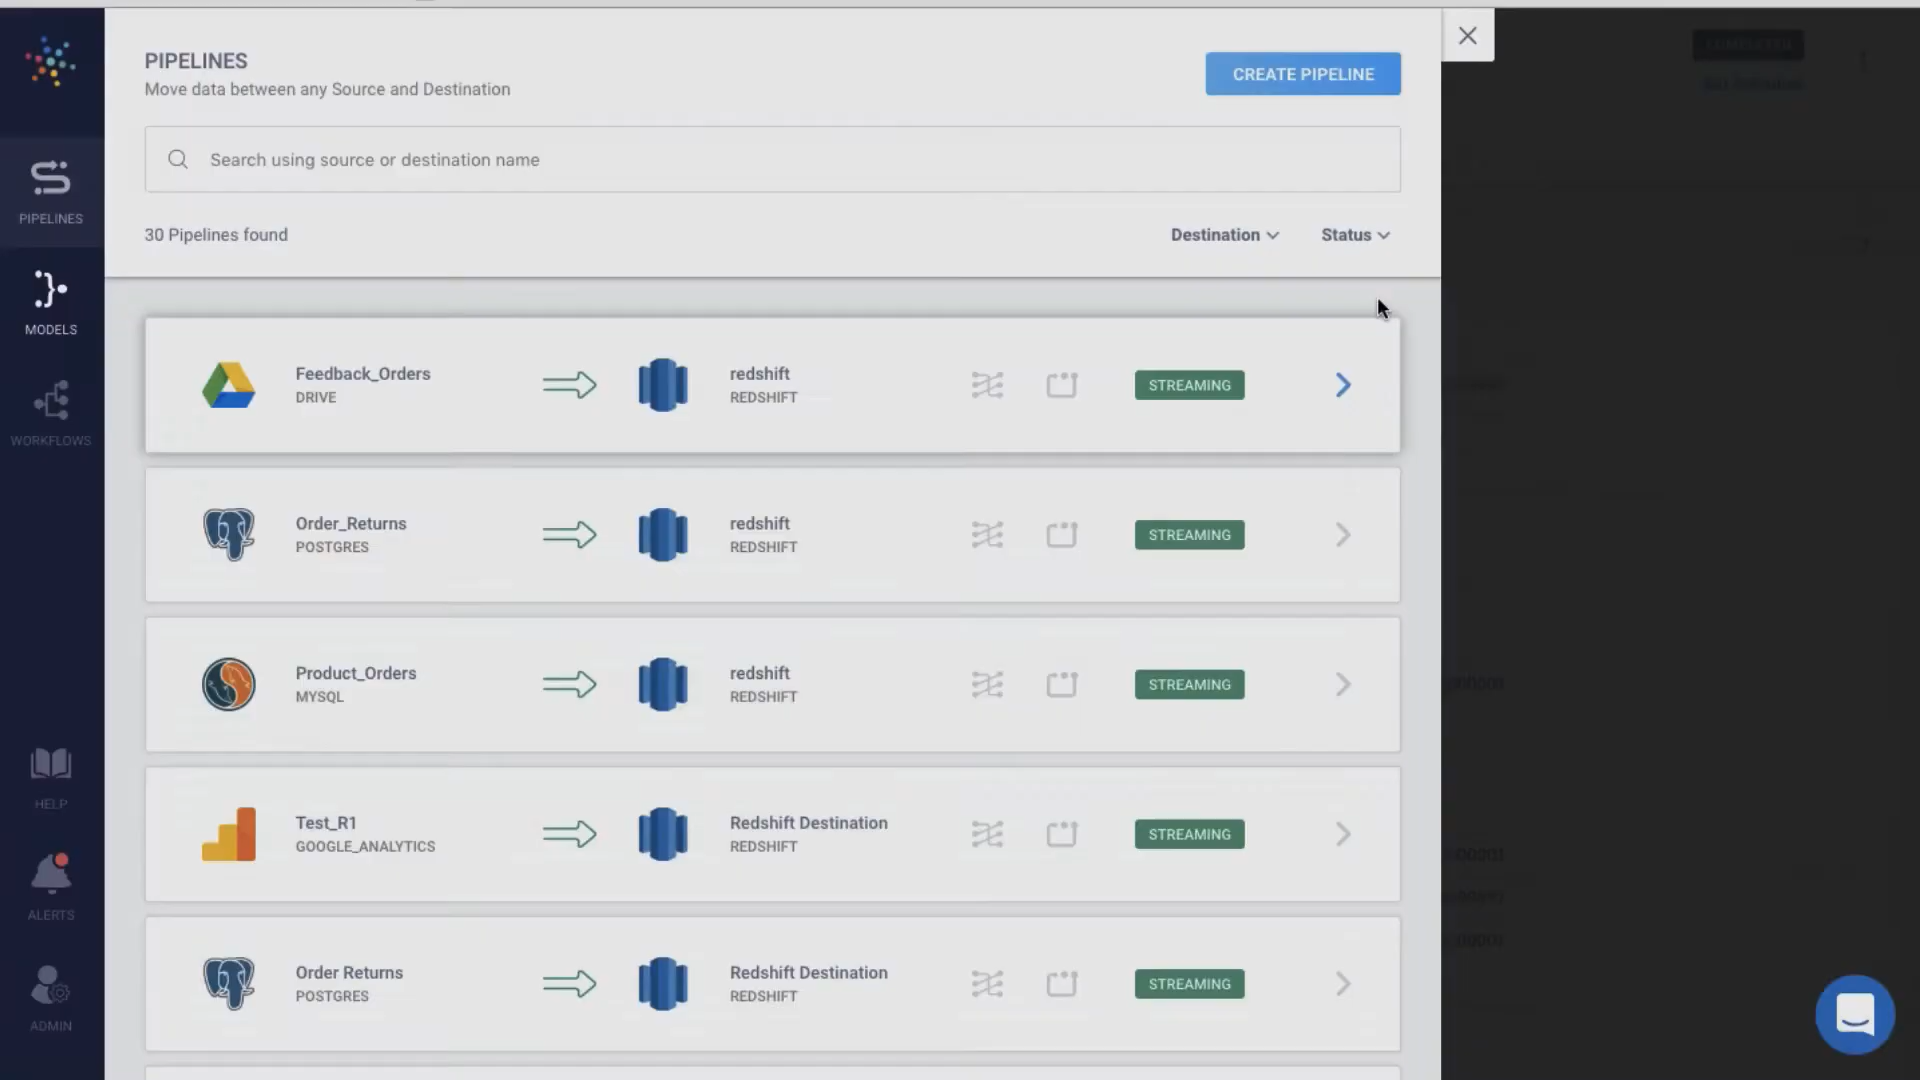 PIPELINES
Move data between any Source and Destination
CREATE PIPELINE
Search using source or destination name
30 Pipelines found
Destination
Status
PIPELINES
MODELS
WORKFLOWS
HELP
ALERTS
ADMIN
Feedback_Orders
DRIVE
redshift
REDSHIFT
STREAMING
Order_Returns
POSTGRES
redshift
REDSHIFT
STREAMING
Product_Orders
MYSQL
redshift
REDSHIFT
STREAMING
Test_R1
GOOGLE_ANALYTICS
Redshift Destination
REDSHIFT
STREAMING
Order Returns
POSTGRES
Redshift Destination
REDSHIFT
STREAMING